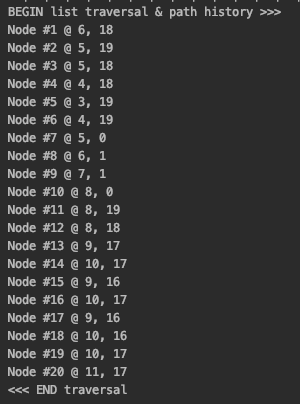 BEGIN list traversal & path history >>>
Node #1 @ 6, 18
Node #2 @ 5, 19
Node #3 @ 5, 18
Node #4 @ 4, 18
Node #5 @ 3, 19
Node #6 @ 4, 19
Node #7 @ 5, 0
Node #8 @ 6, 1
Node #9 @ 7, 1
Node #10 @ 8, 0
Node #11 @ 8, 19
Node #12 @ 8, 18
Node #13 @ 9, 17
Node #14 @ 10, 17
Node #15 @ 9, 16
Node #16 @ 10, 17
Node #17 @ 9, 16
Node #18 @ 10, 16
Node #19 @ 10, 17
Node #20 @ 11, 17
<<< END traversal